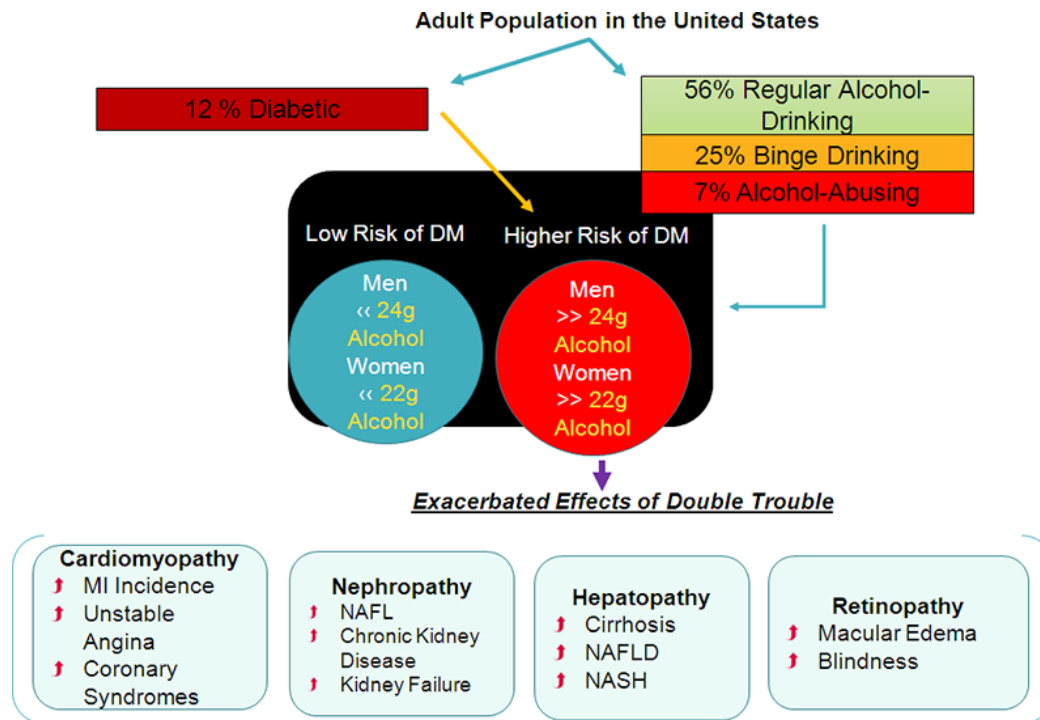 Adult Population in the United States
12 % Diabetic
56% Regular Alcohol-
Drinking
25% Binge Drinking
7% Alcohol-Abusing
Low Risk of DM
Men
‹‹ 24g
Alcohol
Women
‹‹ 22g
Alcohol
Higher Risk of DM
Men
>> 24g
Alcohol
Women
>> 22g
Alcohol
Exacerbated Effects of Double Trouble
Cardiomyopathy
MI Incidence
Unstable
Angina
Coronary
Syndromes
Nephropathy
NAFL
Chronic Kidney
Disease
Kidney Failure
Hepatopathy
Cirrhosis
NAFLD
NASH
Retinopathy
Macular Edema
Blindness